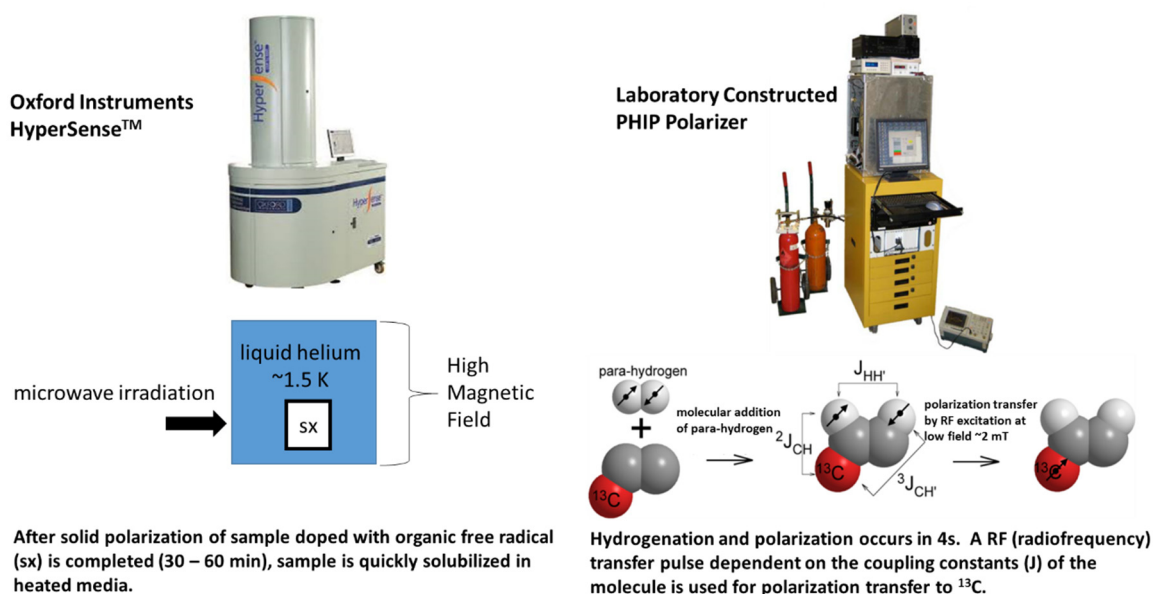 Oxford Instruments
HyperSense™
HyperSense
HyperSense
liquid helium
~1.5 K
sx
microwave irradiation
High
Magnetic
Field
After solid polarization of sample doped with organic free radical
(sx) is completed (30 – 60 min), sample is quickly solubilized in
heated media.
Laboratory Constructed
PHIP Polarizer
para-hydrogen
+
molecular addition
of para-hydrogen
¹³C
J_HH'
²J_CH
¹³C
³J_CH'
polarization transfer
by RF excitation at
low field ~2 mT
¹³C
Hydrogenation and polarization occurs in 4s.  A RF (radiofrequency)
transfer pulse dependent on the coupling constants (J) of the
molecule is used for polarization transfer to ¹³C.